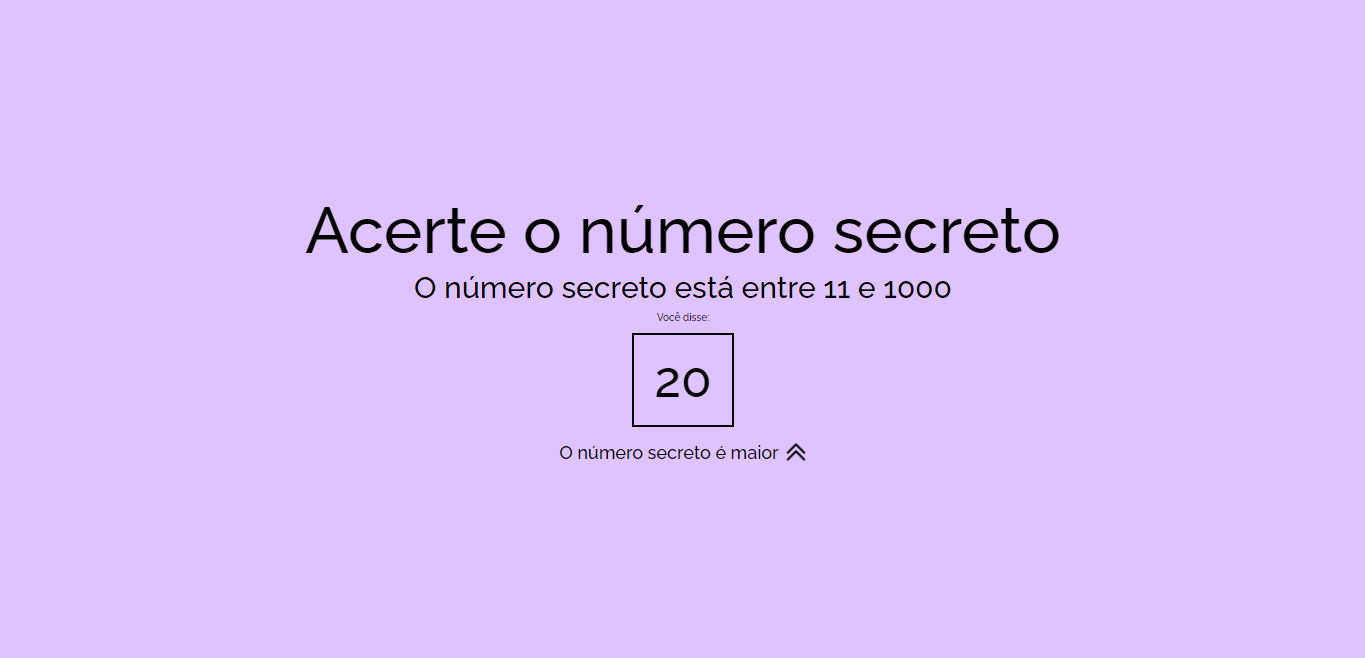 Acerte o número secreto
O número secreto está entre 11 e 1000
Você disse:
20
O número secreto é maior